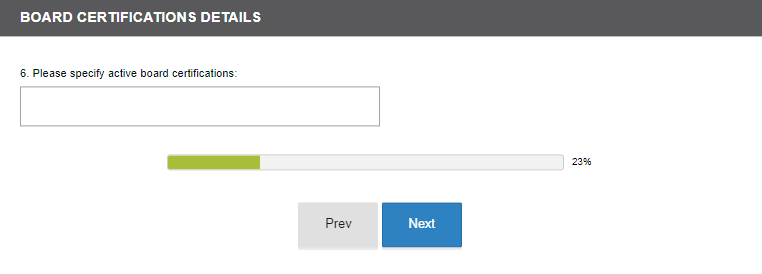 BOARD CERTIFICATIONS DETAILS
6. Please specify active board certifications:
23%
Prev
Next